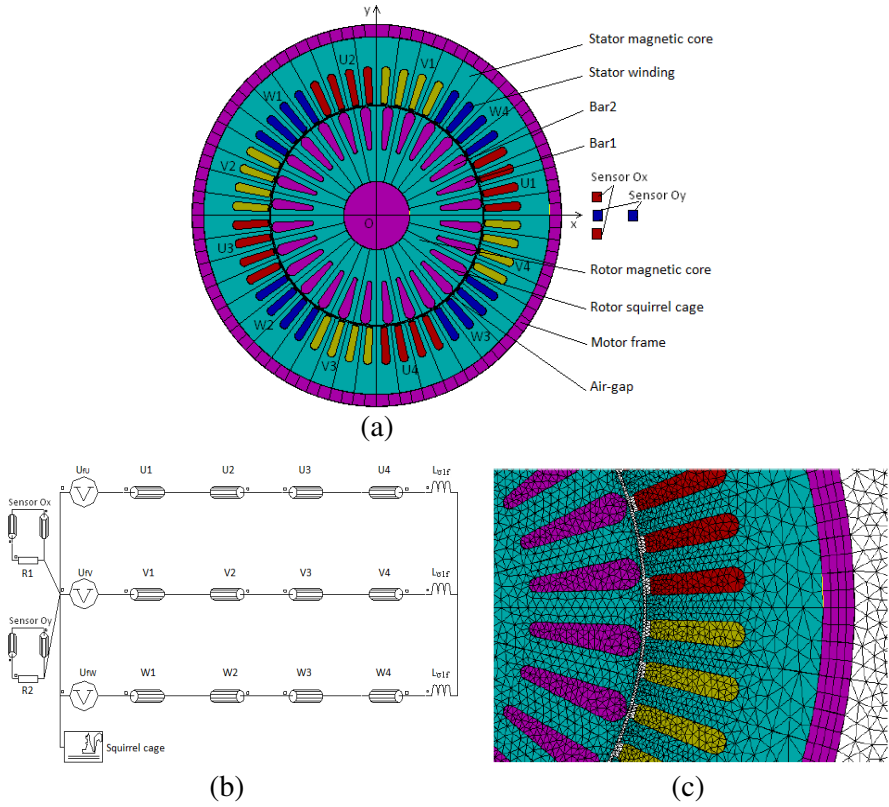 y
Stator magnetic core
U2
V1
Stator winding
W1
W4
Bar2
Bar1
V2
Sensor Ox
U1
Sensor Oy
O
x
U3
V4
Rotor magnetic core
Rotor squirrel cage
W2
W3
Motor frame
V3
U4
Air-gap
(a)
UfU U1 U2 U3 U4 Lσ1f
Sensor Ox
R1
UfV V1 V2 V3 V4 Lσ1f
Sensor Oy
R2
UfW W1 W2 W3 W4 Lσ1f
Squirrel cage
(b)
(c)